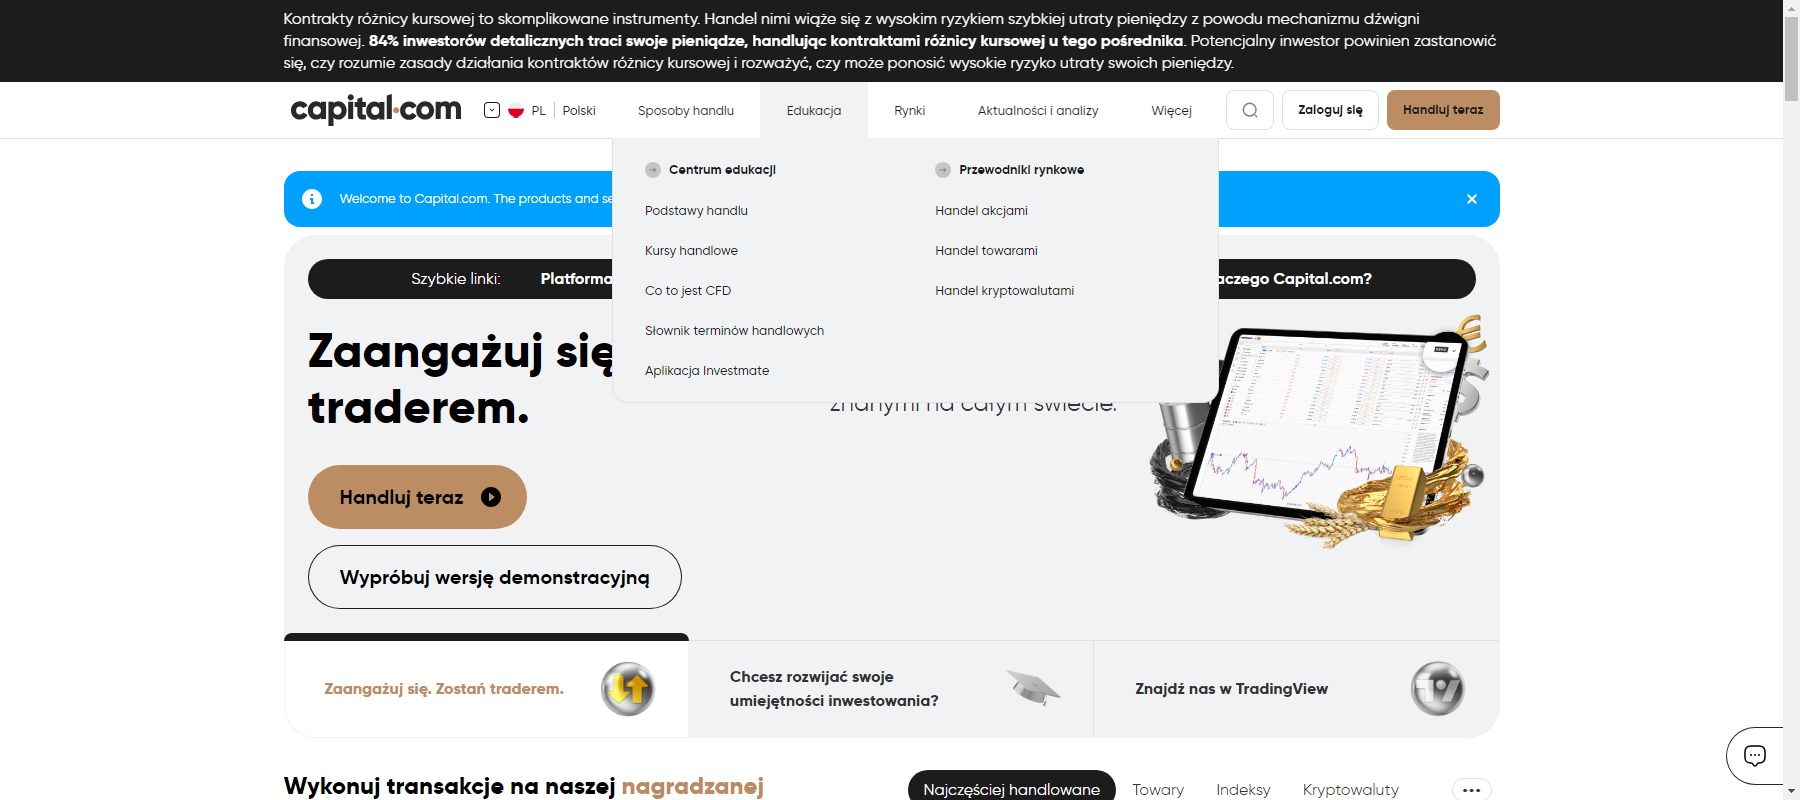 Kontrakty różnicy kursowej to skomplikowane instrumenty. Handel nimi wiąże się z wysokim ryzykiem szybkiej utraty pieniędzy z powodu mechanizmu dźwigni
finansowej. 84% inwestorów detalicznych traci swoje pieniądze, handlując kontraktami różnicy kursowej u tego pośrednika. Potencjalny inwestor powinien zastanowić
się, czy rozumie zasady działania kontraktów różnicy kursowej i rozważyć, czy może ponosić wysokie ryzyko utraty swoich pieniędzy.
capital.com PL Polski Sposoby handlu Edukacja Rynki Aktualności i analizy Więcej Zaloguj się Handluj teraz
Centrum edukacji Przewodniki rynkowe
Welcome to Capital.com. The products and se
Podstawy handlu Handel akcjami
Kursy handlowe Handel towarami
Szybkie linki: Platforma aczego Capital.com?
Co to jest CFD Handel kryptowalutami
Słownik terminów handlowych
Zaangażuj się
Aplikacja Investmate
traderem. znanymi na całym świecie.
Handluj teraz
Wypróbuj wersję demonstracyjną
Zaangażuj się. Zostań traderem.
Chcesz rozwijać swoje
umiejętności inwestowania?
Znajdź nas w TradingView
Wykonuj transakcje na naszej nagradzanej
Najczęściej handlowane Towary Indeksy Kryptowaluty